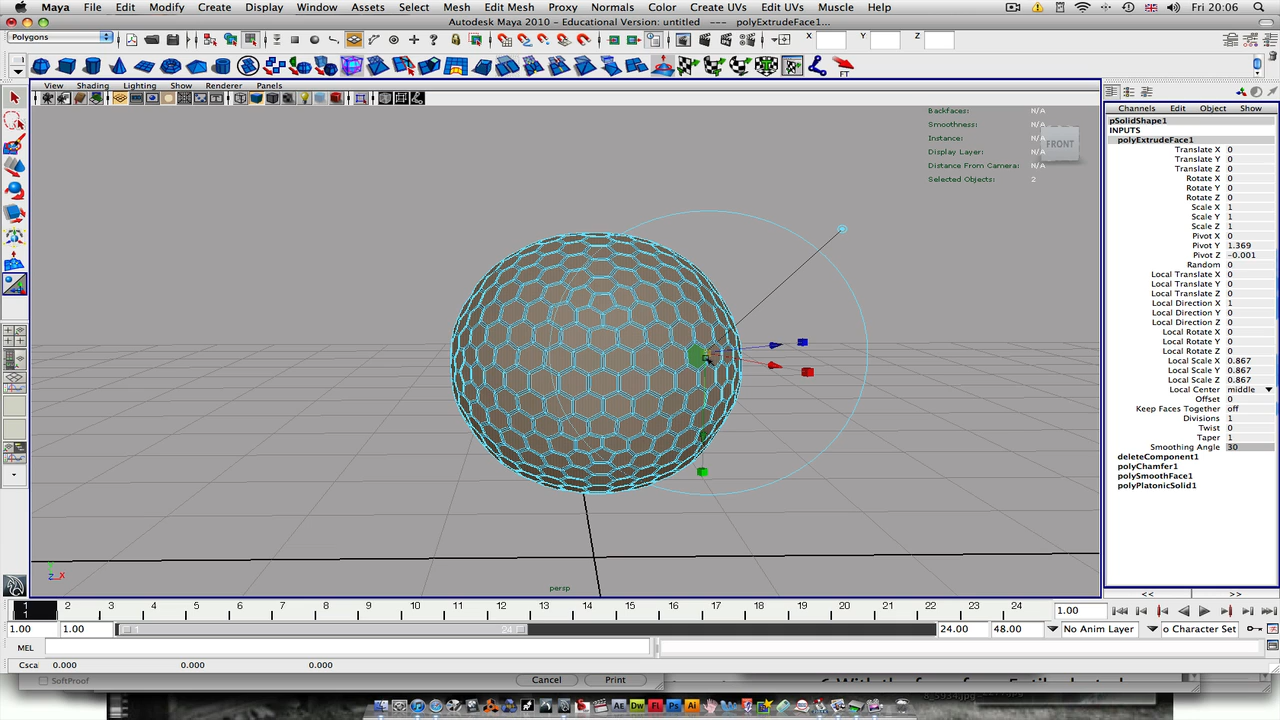 Maya File Edit Modify Create Display Window Assets Select Mesh Edit Mesh Proxy Normals Color Create UVs Edit UVs Muscle Help Fri 20:06
Autodesk Maya 2010 - Educational Version: untitled --- polyExtrudeFace1...
Polygons X Y Z
FT
View Shading Lighting Show Renderer Panels
Channels Edit Object Show
Backfaces: N/A
Smoothness: N/A
Instance: N/A
Display Layer: N/A
Distance From Camera: N/A
Selected Objects: 2
FRONT
pSolidShape1
INPUTS
polyExtrudeFace1
Translate X 0
Translate Y 0
Translate Z 0
Rotate X 0
Rotate Y 0
Rotate Z 0
Scale X 1
Scale Y 1
Scale Z 1
Pivot X 0
Pivot Y 1.369
Pivot Z -0.001
Random 0
Local Translate X 0
Local Translate Y 0
Local Translate Z 0
Local Direction X 1
Local Direction Y 0
Local Direction Z 0
Local Rotate X 0
Local Rotate Y 0
Local Rotate Z 0
Local Scale X 0.867
Local Scale Y 0.867
Local Scale Z 0.867
Local Center middle
Offset 0
Keep Faces Together off
Divisions 1
Twist 0
Taper 1
Smoothing Angle 30
deleteComponent1
polyChamfer1
polySmoothFace1
polyPlatonicSolid1
Z X
persp
<< >>
1 2 3 4 5 6 7 8 9 10 11 12 13 14 15 16 17 18 19 20 21 22 23 24 1.00
1
1.00 1.00 1 24 24.00 48.00 No Anim Layer o Character Set
MEL
Csca 0.000 0.000 0.000
SoftProof Cancel Print